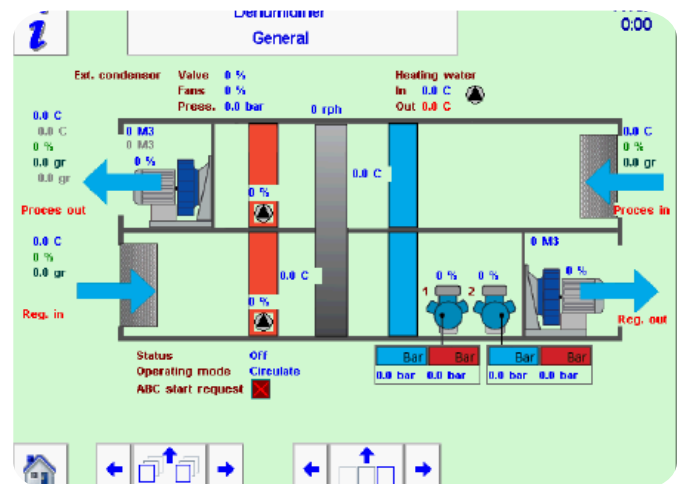 i
Dehumidifier
General
0:00
Ext. condensor Valve 0 %
Fans 0 %
Press. 0.0 bar
Heating water
In 0.0 C
Out 0.0 C
0 rph
0.0 C
0.0 C
0 %
0.0 gr
0.0 gr
Proces out
0 M3
0 M3
0 %
0 %
0.0 C
0.0 C
0 %
0.0 gr
Proces in
0.0 C
0 %
0.0 gr
Reg. in
0 %
0.0 C
1 0 %
2 0 %
0 M3
0 %
Reg. out
Status Off
Operating mode Circulate
ABC start request
Bar Bar
0.0 bar 0.0 bar
Bar Bar
0.0 bar 0.0 bar